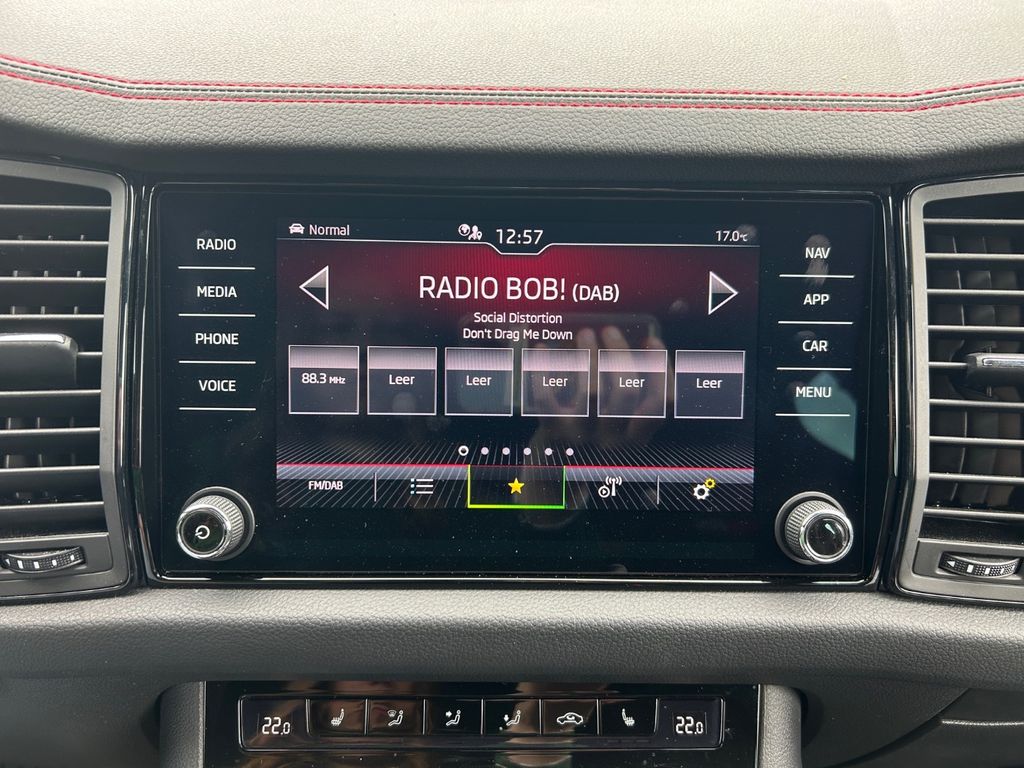 Normal
12:57
17.0°C
RADIO
MEDIA
PHONE
VOICE
RADIO BOB! (DAB)
Social Distortion
Don't Drag Me Down
88.3 MHz
Leer
Leer
Leer
Leer
Leer
FM/DAB
NAV
APP
CAR
MENU
22.0
22.0